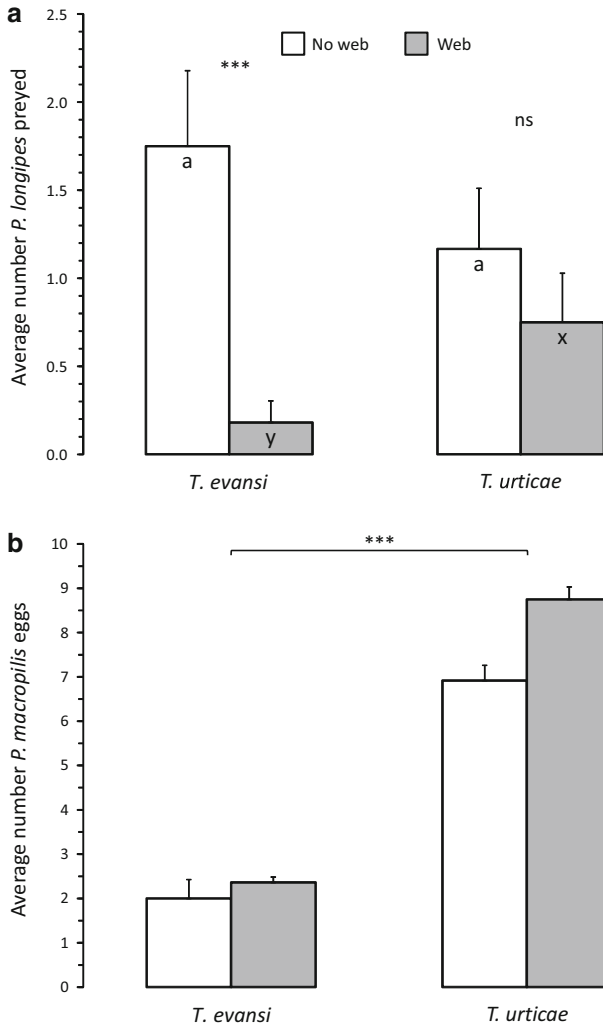 a
Average number P. longipes preyed
2.5
2.0
1.5
1.0
0.5
0.0
No web
Web
***
ns
a
y
a
x
T. evansi
T. urticae
b
Average number P. macropilis eggs
10
9
8
7
6
5
4
3
2
1
0
***
T. evansi
T. urticae